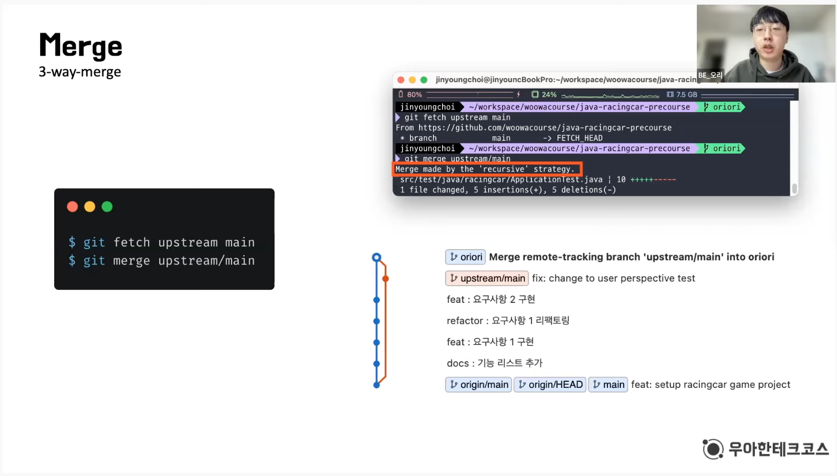 Merge
3-way-merge
BE_오리
jinyoungchoi@jinyouncBookPro:~/workspace/woowacourse/java-racingcar-precourse
80%
24%
7.5 GB
jinyoungchoi ~/workspace/woowacourse/java-racingcar-precourse oriori
git fetch upstream main
From https://github.com/woowacourse/java-racingcar-precourse
* branch main -> FETCH_HEAD
jinyoungchoi ~/workspace/woowacourse/java-racingcar-precourse oriori
git merge upstream/main
Merge made by the 'recursive' strategy.
src/test/java/racingcar/ApplicationTest.java | 10 +++++-----
1 file changed, 5 insertions(+), 5 deletions(-)
$ git fetch upstream main
$ git merge upstream/main
oriori Merge remote-tracking branch 'upstream/main' into oriori
upstream/main fix: change to user perspective test
feat : 요구사항 2 구현
refactor : 요구사항 1 리팩토링
feat : 요구사항 1 구현
docs : 기능 리스트 추가
origin/main origin/HEAD main feat: setup racingcar game project
우아한테크코스